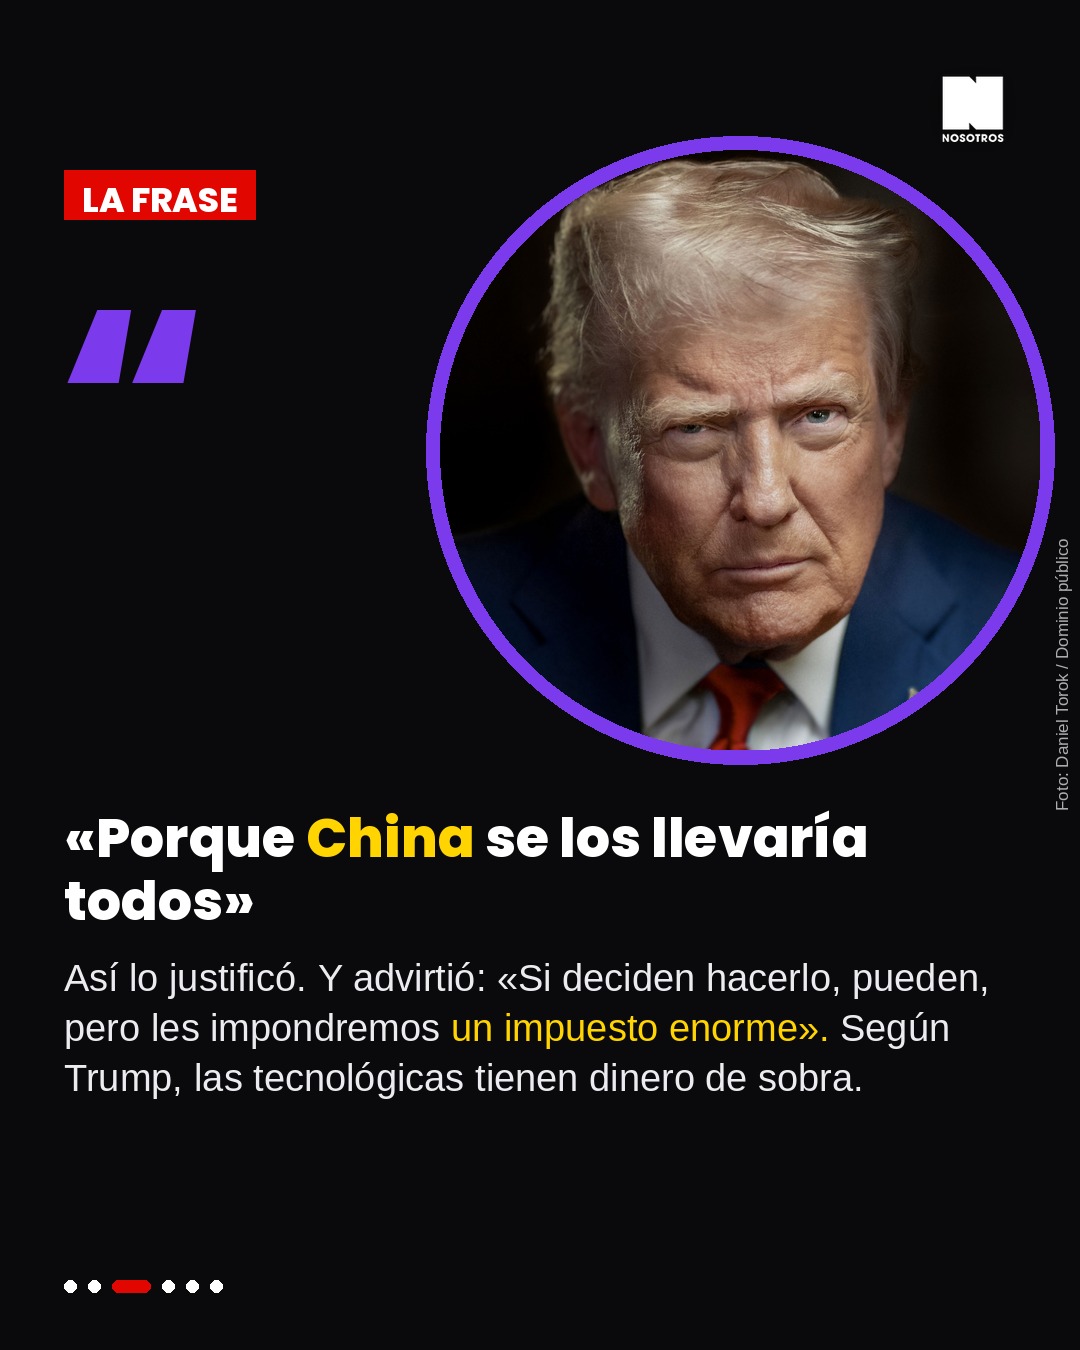 NOSOTROS
LA FRASE
“
Foto: Daniel Torok / Dominio público
«Porque China se los llevaría
todos»
Así lo justificó. Y advirtió: «Si deciden hacerlo, pueden,
pero les impondremos un impuesto enorme». Según
Trump, las tecnológicas tienen dinero de sobra.